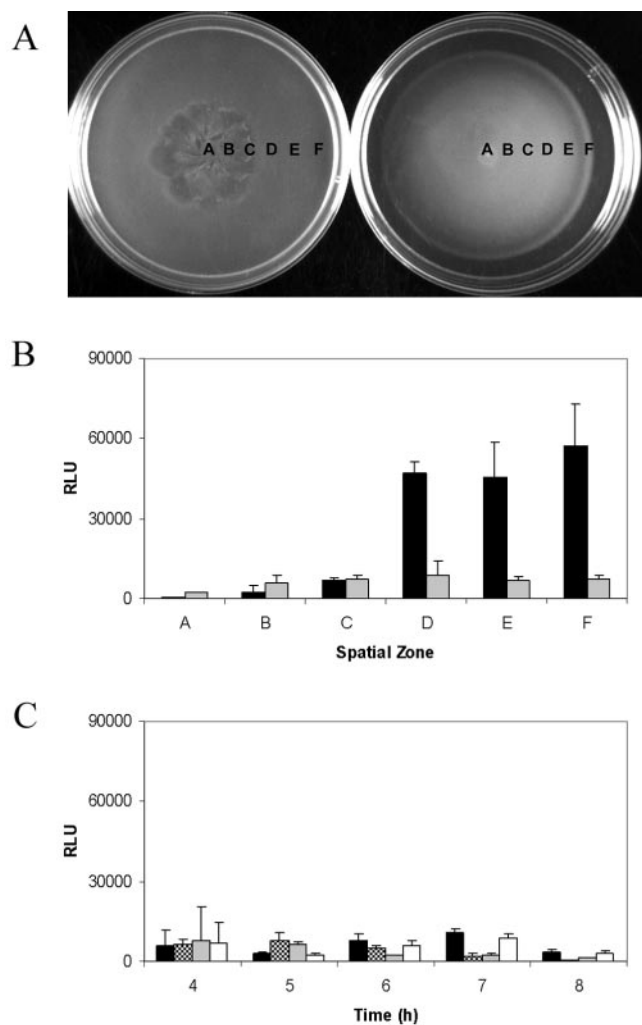 A
A B C D E F
A B C D E F
B
90000
60000
30000
0
RLU
A B C D E F
Spatial Zone
C
90000
60000
30000
0
RLU
4 5 6 7 8
Time (h)